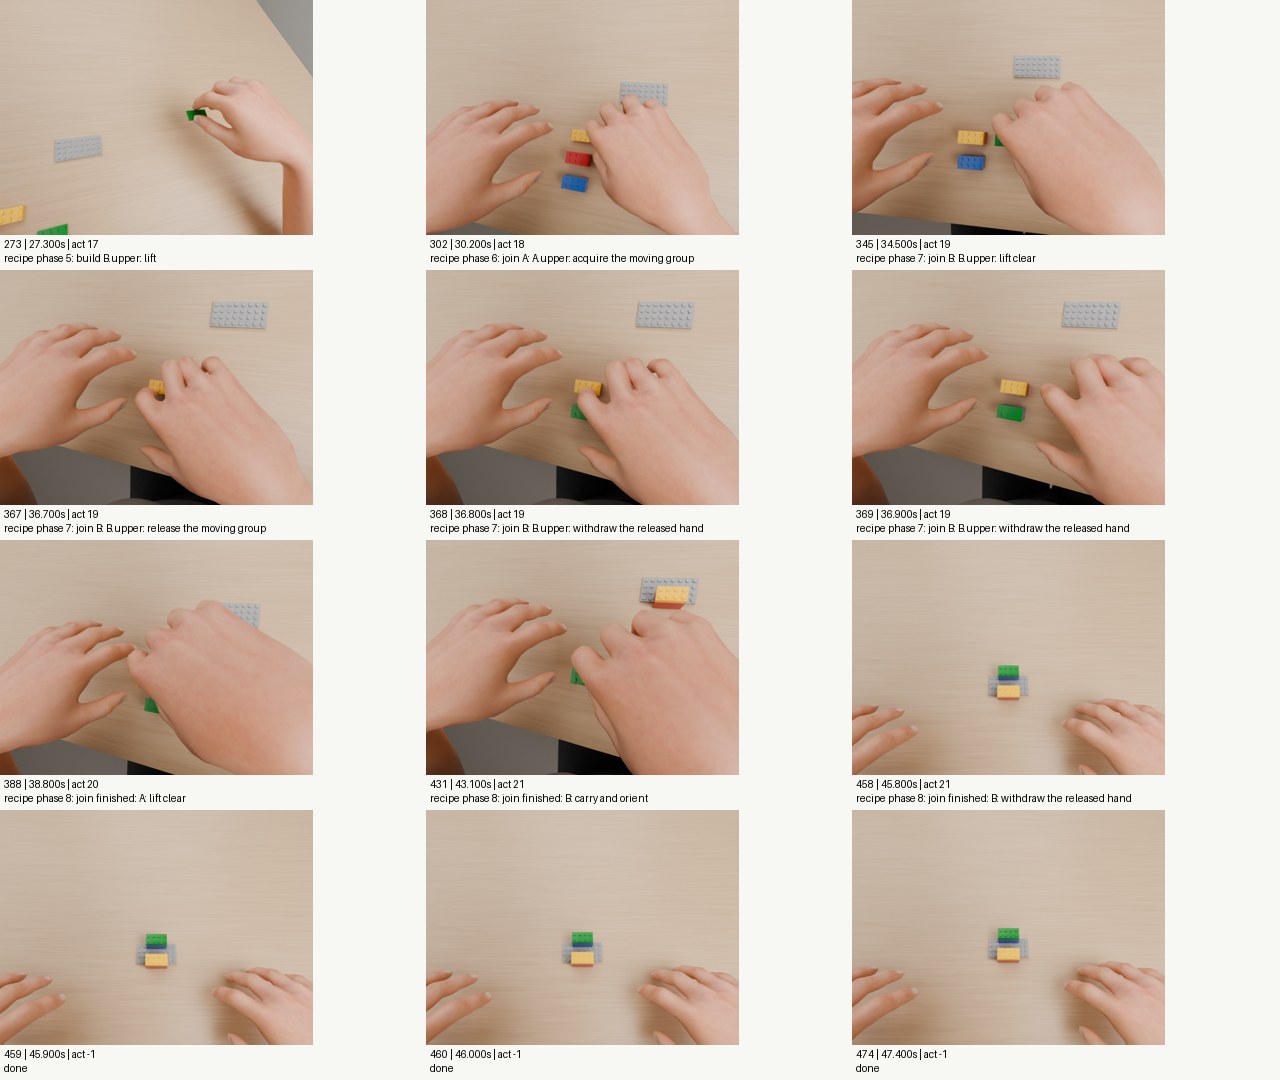 273 | 27.300s | act 17
recipe phase 5: build B.upper: lift
302 | 30.200s | act 18
recipe phase 6: join A: A.upper: acquire the moving group
345 | 34.500s | act 19
recipe phase 7: join B: B.upper: lift clear
367 | 36.700s | act 19
recipe phase 7: join B: B.upper: release the moving group
368 | 36.800s | act 19
recipe phase 7: join B: B.upper: withdraw the released hand
369 | 36.900s | act 19
recipe phase 7: join B: B.upper: withdraw the released hand
388 | 38.800s | act 20
recipe phase 8: join finished: A: lift clear
431 | 43.100s | act 21
recipe phase 8: join finished: B: carry and orient
458 | 45.800s | act 21
recipe phase 8: join finished: B: withdraw the released hand
459 | 45.900s | act -1
done
460 | 46.000s | act -1
done
474 | 47.400s | act -1
done